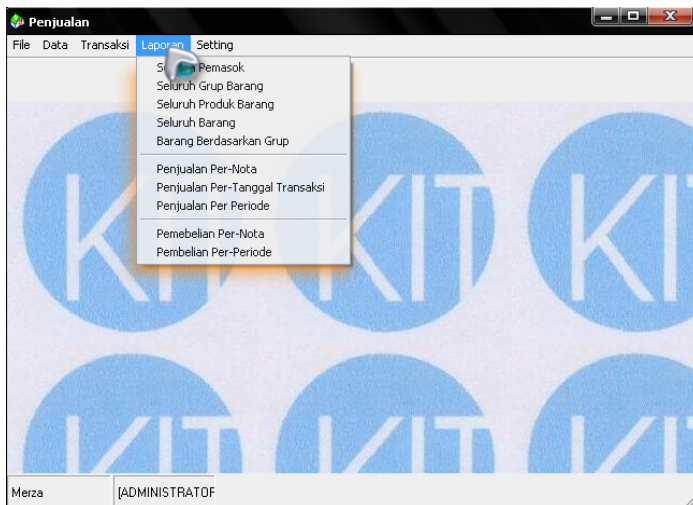 Penjualan
File Data Transaksi Laporan Setting
Pemasok
Seluruh Grup Barang
Seluruh Produk Barang
Seluruh Barang
Barang Berdasarkan Grup
Penjualan Per-Nota
Penjualan Per-Tanggal Transaksi
Penjualan Per Periode
Pemebelian Per-Nota
Pembelian Per-Periode
KIT KIT KIT
KIT KIT KIT
Merza [ADMINISTRATOR